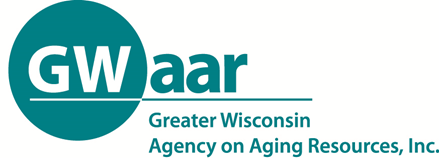 GWaar
Greater Wisconsin
Agency on Aging Resources, Inc.